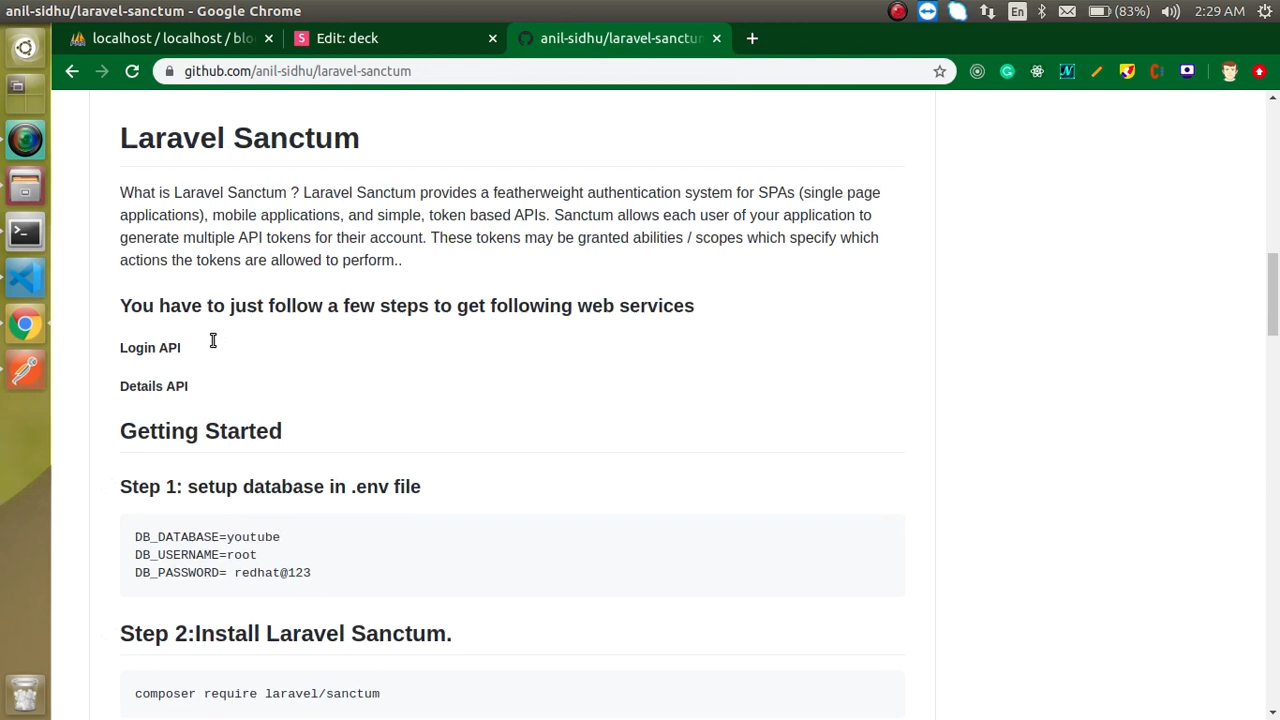 anil-sidhu/laravel-sanctum - Google Chrome
En
(83%)
2:29 AM
localhost / localhost / blo
Edit: deck
anil-sidhu/laravel-sanctu
github.com/anil-sidhu/laravel-sanctum
Laravel Sanctum
What is Laravel Sanctum ? Laravel Sanctum provides a featherweight authentication system for SPAs (single page
applications), mobile applications, and simple, token based APIs. Sanctum allows each user of your application to
generate multiple API tokens for their account. These tokens may be granted abilities / scopes which specify which
actions the tokens are allowed to perform..
You have to just follow a few steps to get following web services
Login API
Details API
Getting Started
Step 1: setup database in .env file
DB_DATABASE=youtube
DB_USERNAME=root
DB_PASSWORD= redhat@123
Step 2:Install Laravel Sanctum.
composer require laravel/sanctum